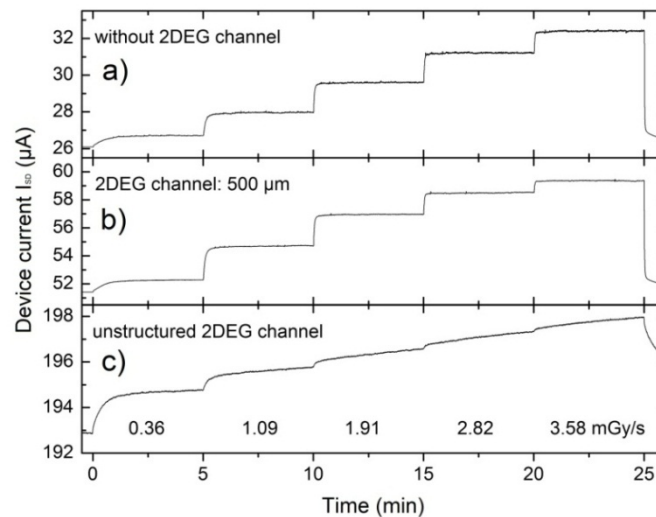 Device current I_SD (μA)
32
30
28
26
without 2DEG channel
a)
60
58
56
54
52
2DEG channel: 500 μm
b)
198
196
194
192
unstructured 2DEG channel
c)
0.36 1.09 1.91 2.82 3.58 mGy/s
0 5 10 15 20 25
Time (min)